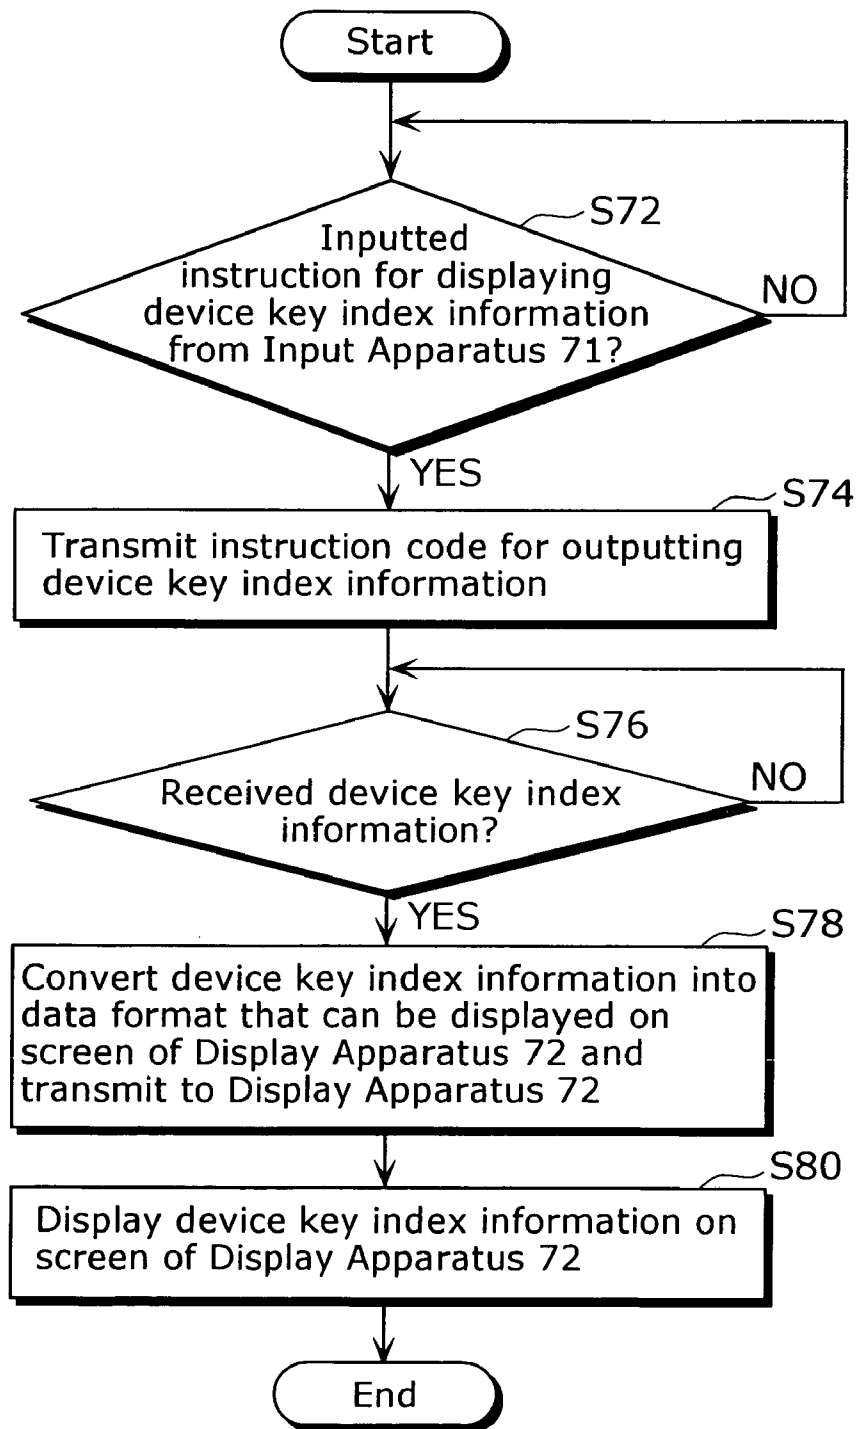 Start
S72
Inputted
instruction for displaying
device key index information
from Input Apparatus 71?
NO
YES
S74
Transmit instruction code for outputting
device key index information
S76
Received device key index
information?
NO
YES
S78
Convert device key index information into
data format that can be displayed on
screen of Display Apparatus 72 and
transmit to Display Apparatus 72
S80
Display device key index information on
screen of Display Apparatus 72
End